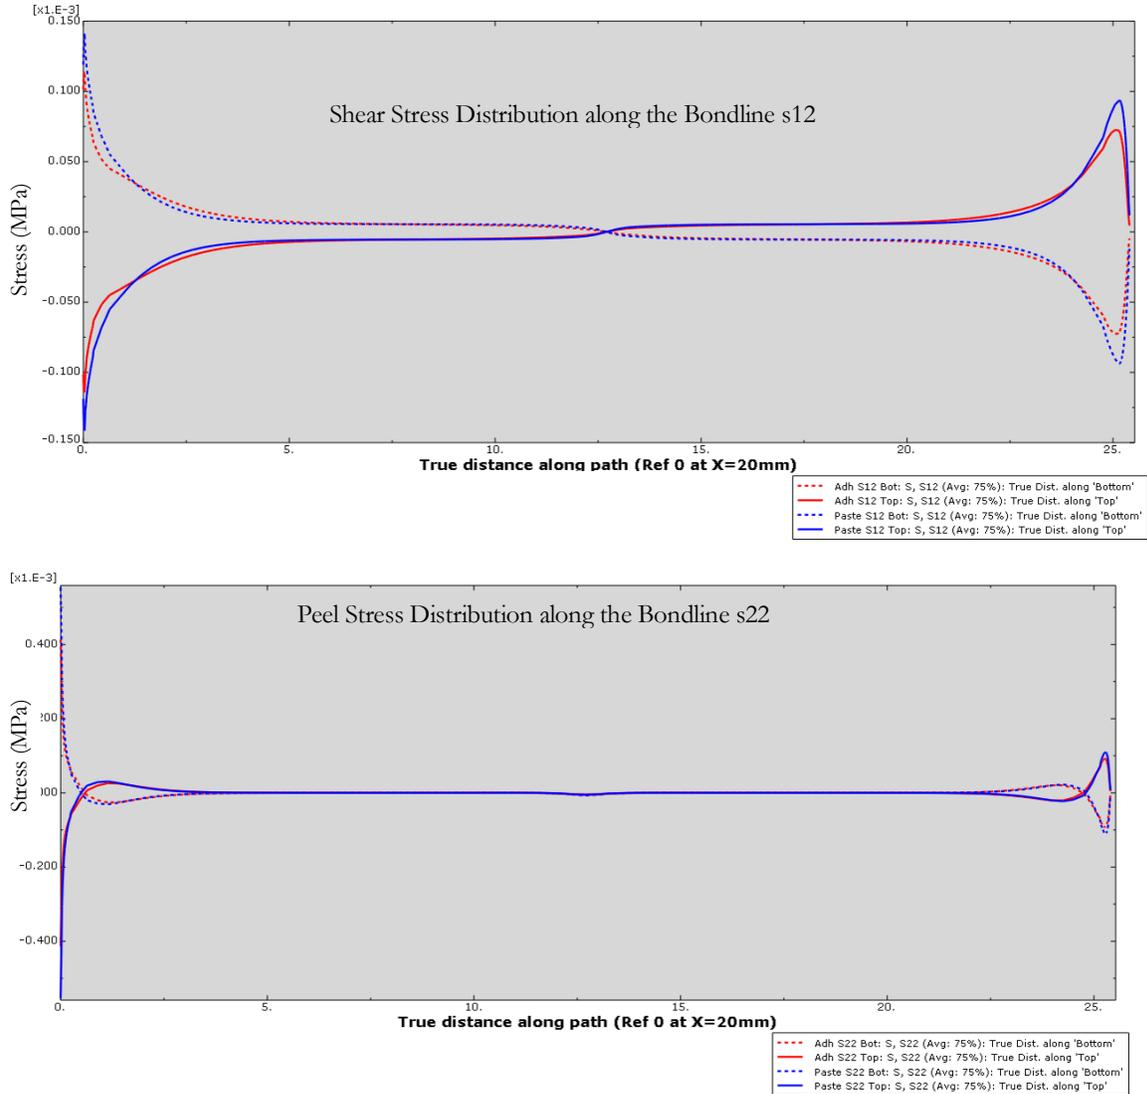 [x1.E-3]
0.150
0.100
0.050
0.000
-0.050
-0.100
-0.150
Stress (MPa)
Shear Stress Distribution along the Bondline s12
0. 5. 10. 15. 20. 25.
True distance along path (Ref 0 at X=20mm)
Adh S12 Bot: S, S12 (Avg: 75%): True Dist. along 'Bottom'
Adh S12 Top: S, S12 (Avg: 75%): True Dist. along 'Top'
Paste S12 Bot: S, S12 (Avg: 75%): True Dist. along 'Bottom'
Paste S12 Top: S, S12 (Avg: 75%): True Dist. along 'Top'
[x1.E-3]
0.400
200
000
-0.200
-0.400
Stress (MPa)
Peel Stress Distribution along the Bondline s22
0. 5. 10. 15. 20. 25.
True distance along path (Ref 0 at X=20mm)
Adh S22 Bot: S, S22 (Avg: 75%): True Dist. along 'Bottom'
Adh S22 Top: S, S22 (Avg: 75%): True Dist. along 'Top'
Paste S22 Bot: S, S22 (Avg: 75%): True Dist. along 'Bottom'
Paste S22 Top: S, S22 (Avg: 75%): True Dist. along 'Top'